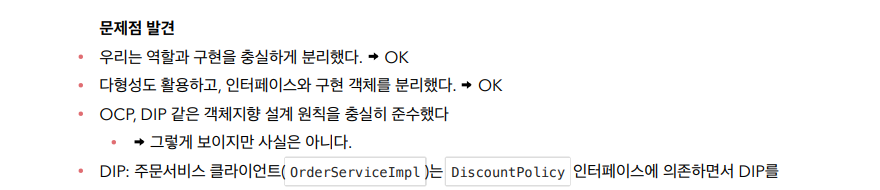 문제점 발견
• 우리는 역할과 구현을 충실하게 분리했다. ➡ OK
• 다형성도 활용하고, 인터페이스와 구현 객체를 분리했다. ➡ OK
• OCP, DIP 같은 객체지향 설계 원칙을 충실히 준수했다
• ➡ 그렇게 보이지만 사실은 아니다.
• DIP: 주문서비스 클라이언트(OrderServiceImpl)는 DiscountPolicy 인터페이스에 의존하면서 DIP를